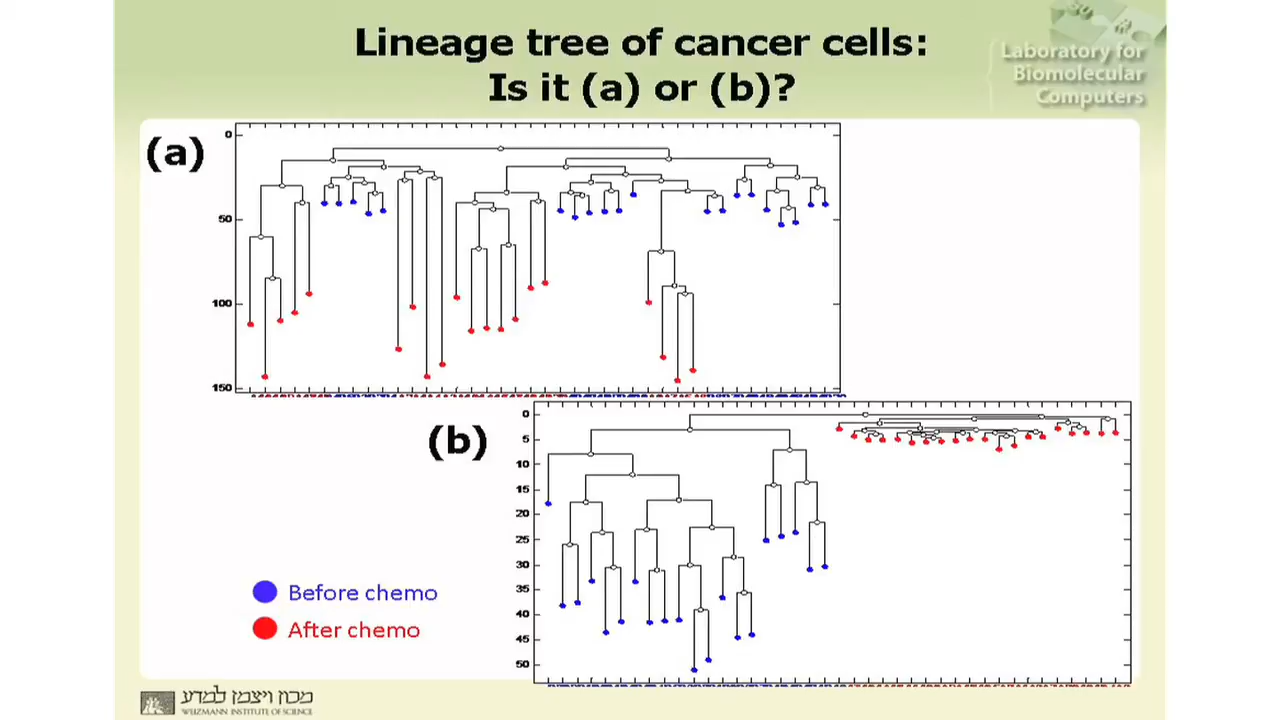 Lineage tree of cancer cells:
Is it (a) or (b)?
Laboratory for
Biomolecular
Computers
(a)
0
50
100
150
(b)
0
5
10
15
20
25
30
35
40
45
50
Before chemo
After chemo
מכון ויצמן למדע
WEIZMANN INSTITUTE OF SCIENCE